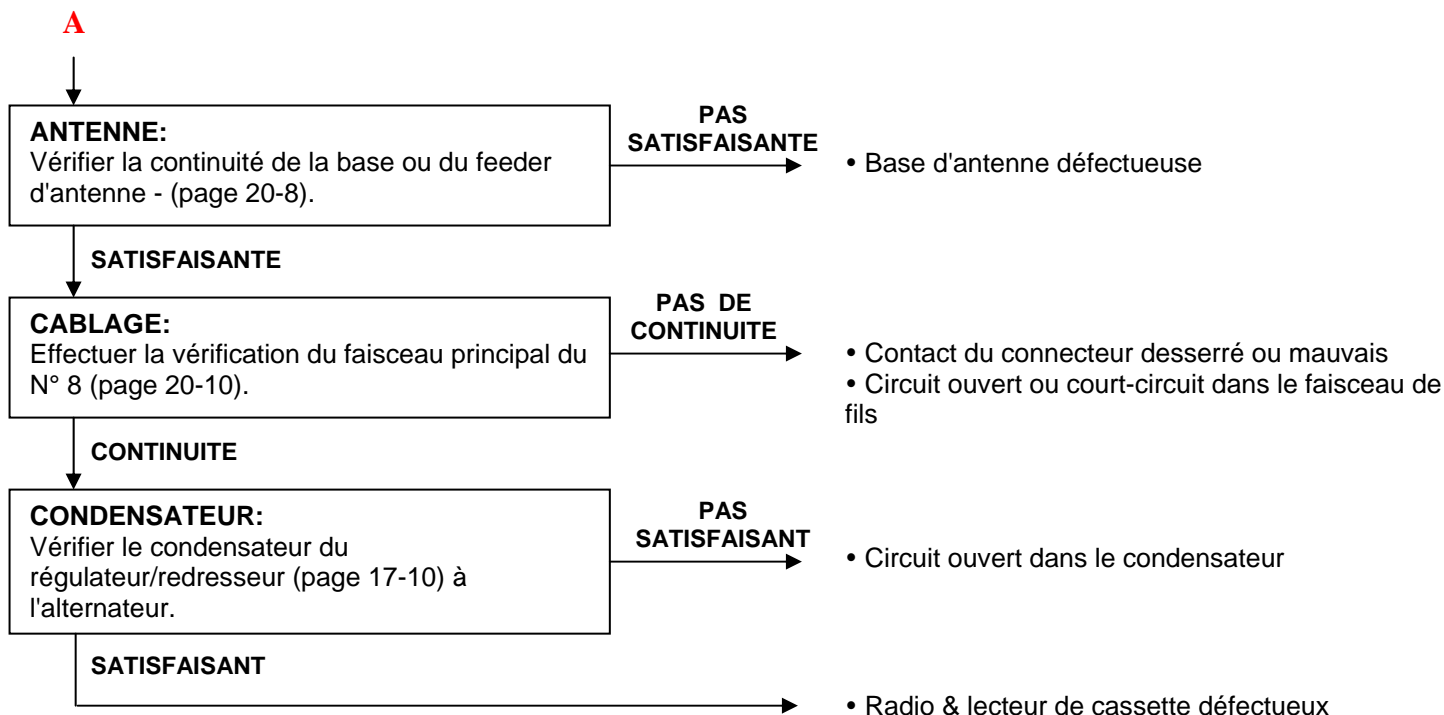 A
ANTENNE:
Vérifier la continuité de la base ou du feeder
d'antenne - (page 20-8).
PAS
SATISFAISANTE
• Base d'antenne défectueuse
SATISFAISANTE
CABLAGE:
Effectuer la vérification du faisceau principal du
N° 8 (page 20-10).
PAS DE
CONTINUITE
• Contact du connecteur desserré ou mauvais
• Circuit ouvert ou court-circuit dans le faisceau de
fils
CONTINUITE
CONDENSATEUR:
Vérifier le condensateur du
régulateur/redresseur (page 17-10) à
l'alternateur.
PAS
SATISFAISANT
• Circuit ouvert dans le condensateur
SATISFAISANT
• Radio & lecteur de cassette défectueux